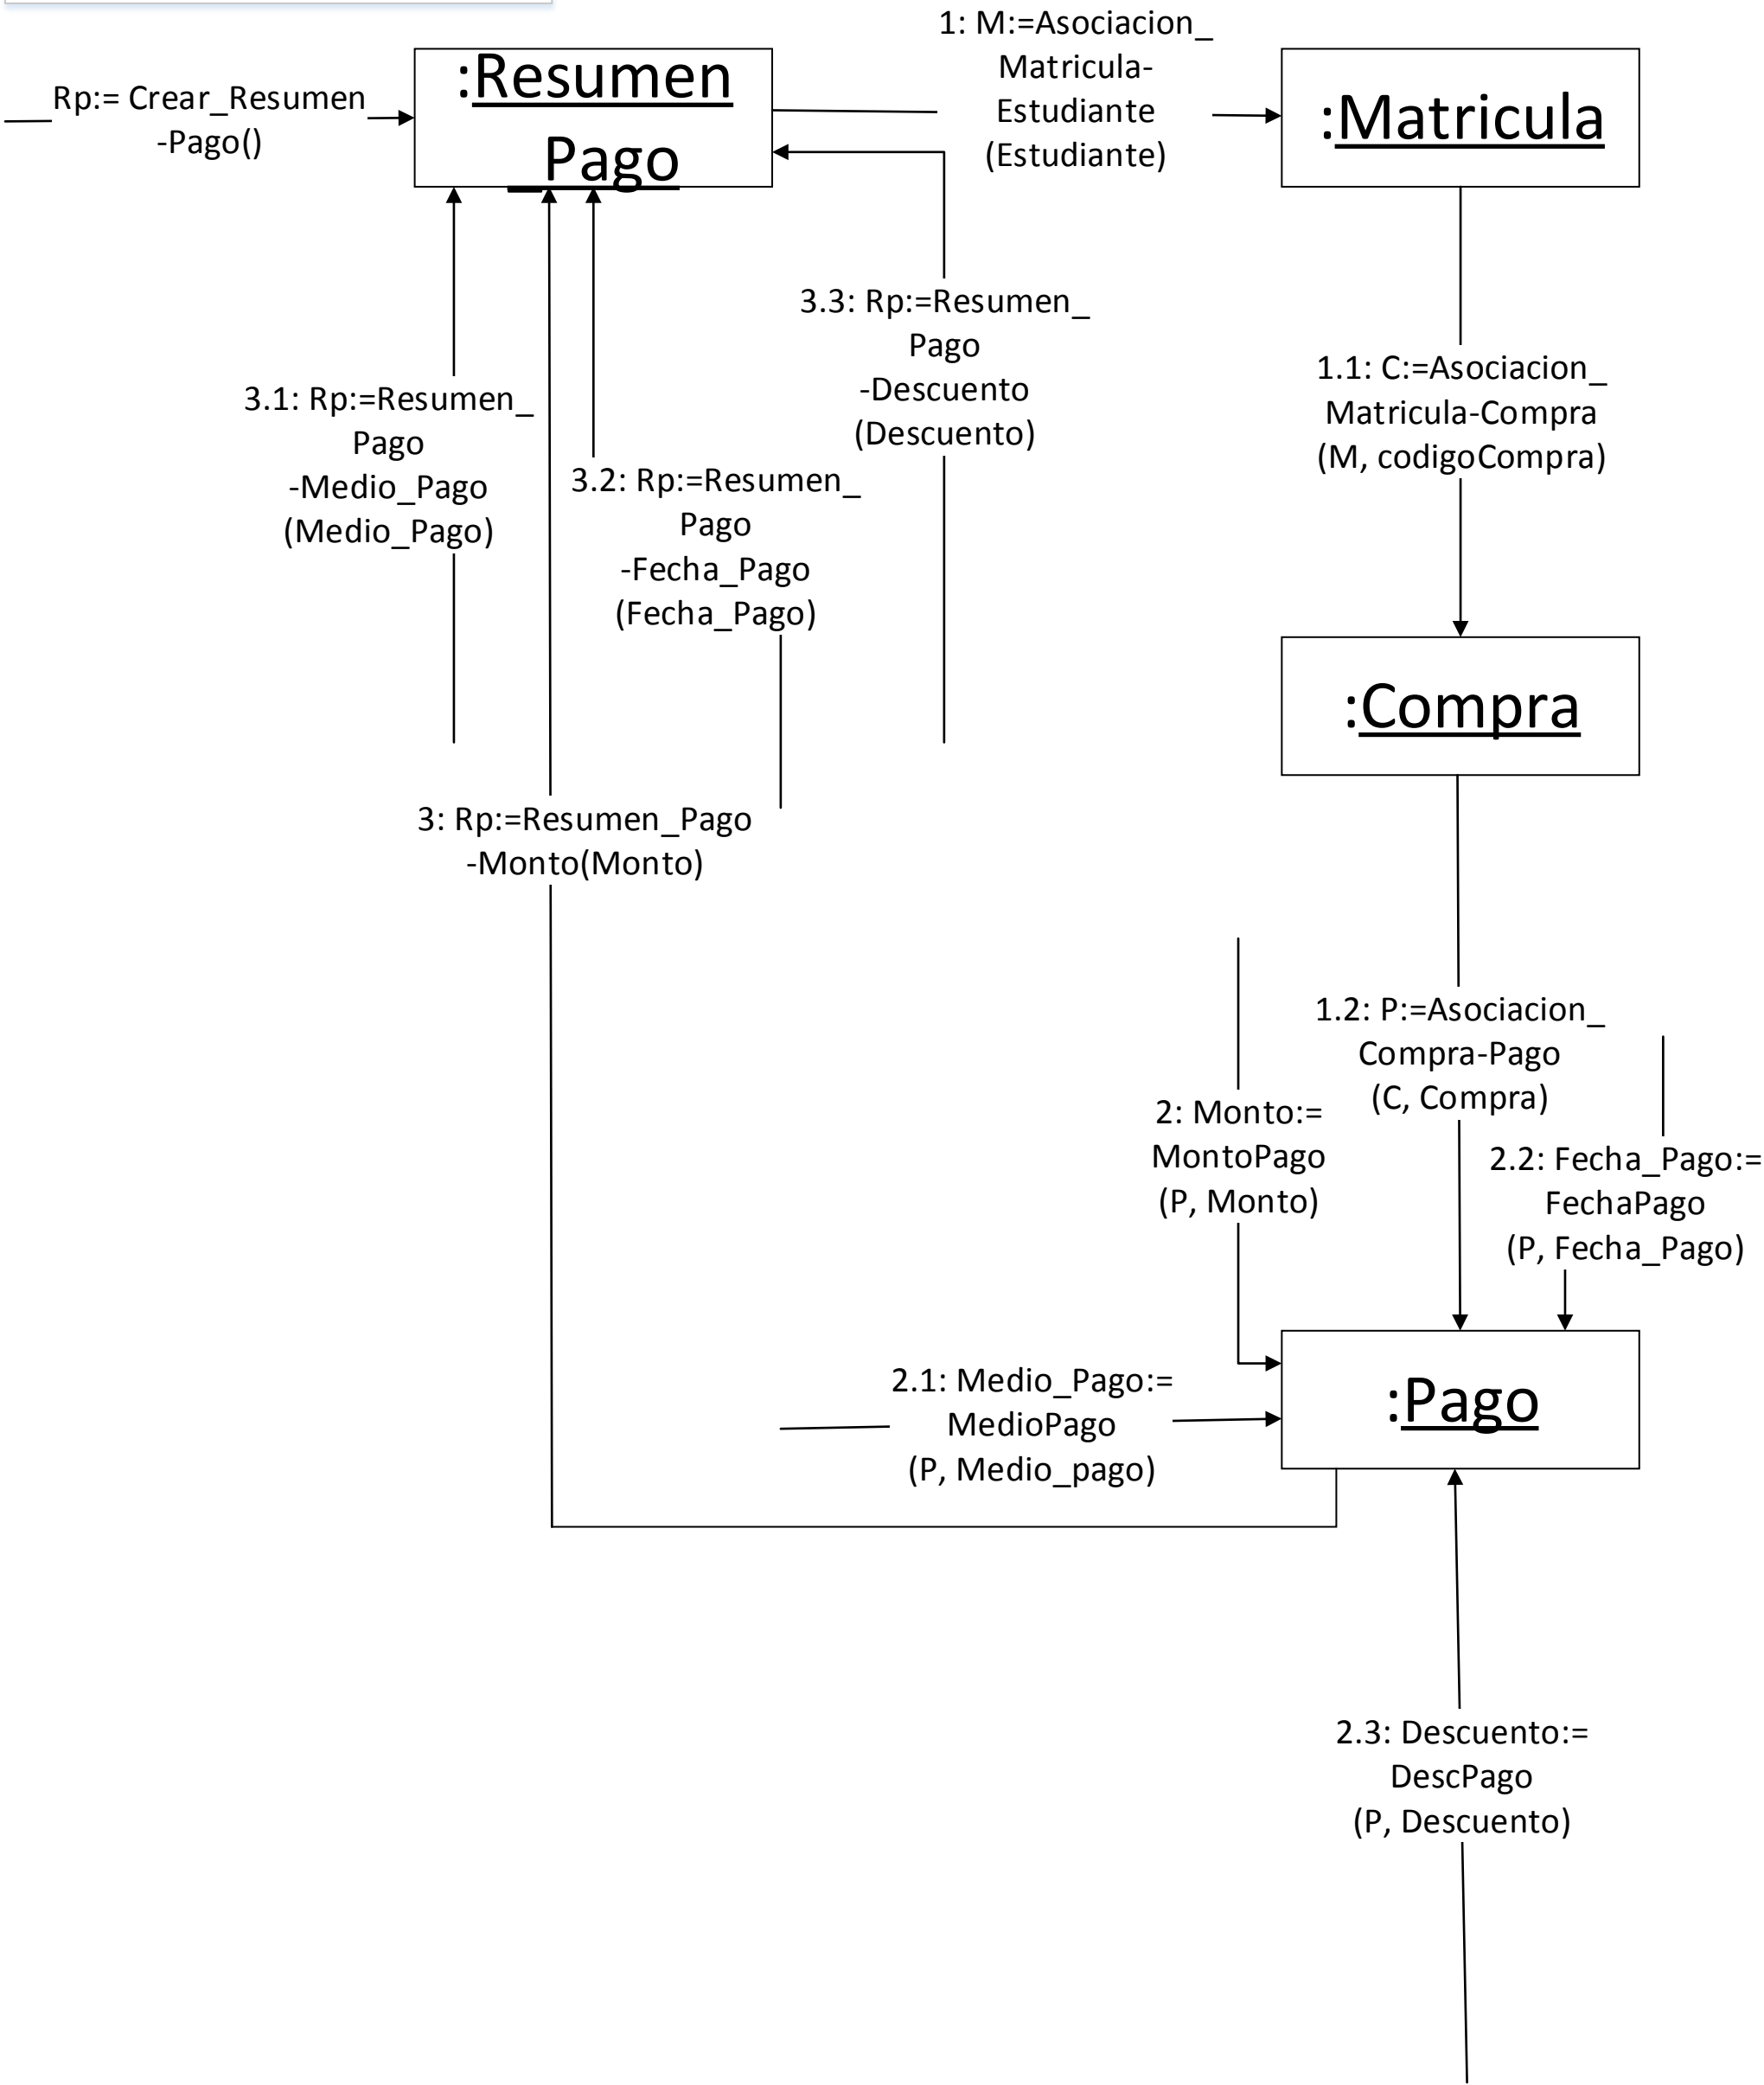 1: M:=Asociacion_
Matricula-
Estudiante
(Estudiante)
:Resumen
_Pago
Rp:= Crear_Resumen_
-Pago()
:Matricula
3.3: Rp:=Resumen_
Pago
-Descuento
(Descuento)
1.1: C:=Asociacion_
Matricula-Compra
(M, codigoCompra)
3.1: Rp:=Resumen_
Pago
-Medio_Pago
(Medio_Pago)
3.2: Rp:=Resumen_
Pago
-Fecha_Pago
(Fecha_Pago)
:Compra
3: Rp:=Resumen_Pago
-Monto(Monto)
1.2: P:=Asociacion_
Compra-Pago
(C, Compra)
2: Monto:=
MontoPago
(P, Monto)
2.2: Fecha_Pago:=
FechaPago
(P, Fecha_Pago)
2.1: Medio_Pago:=
MedioPago
(P, Medio_pago)
:Pago
2.3: Descuento:=
DescPago
(P, Descuento)